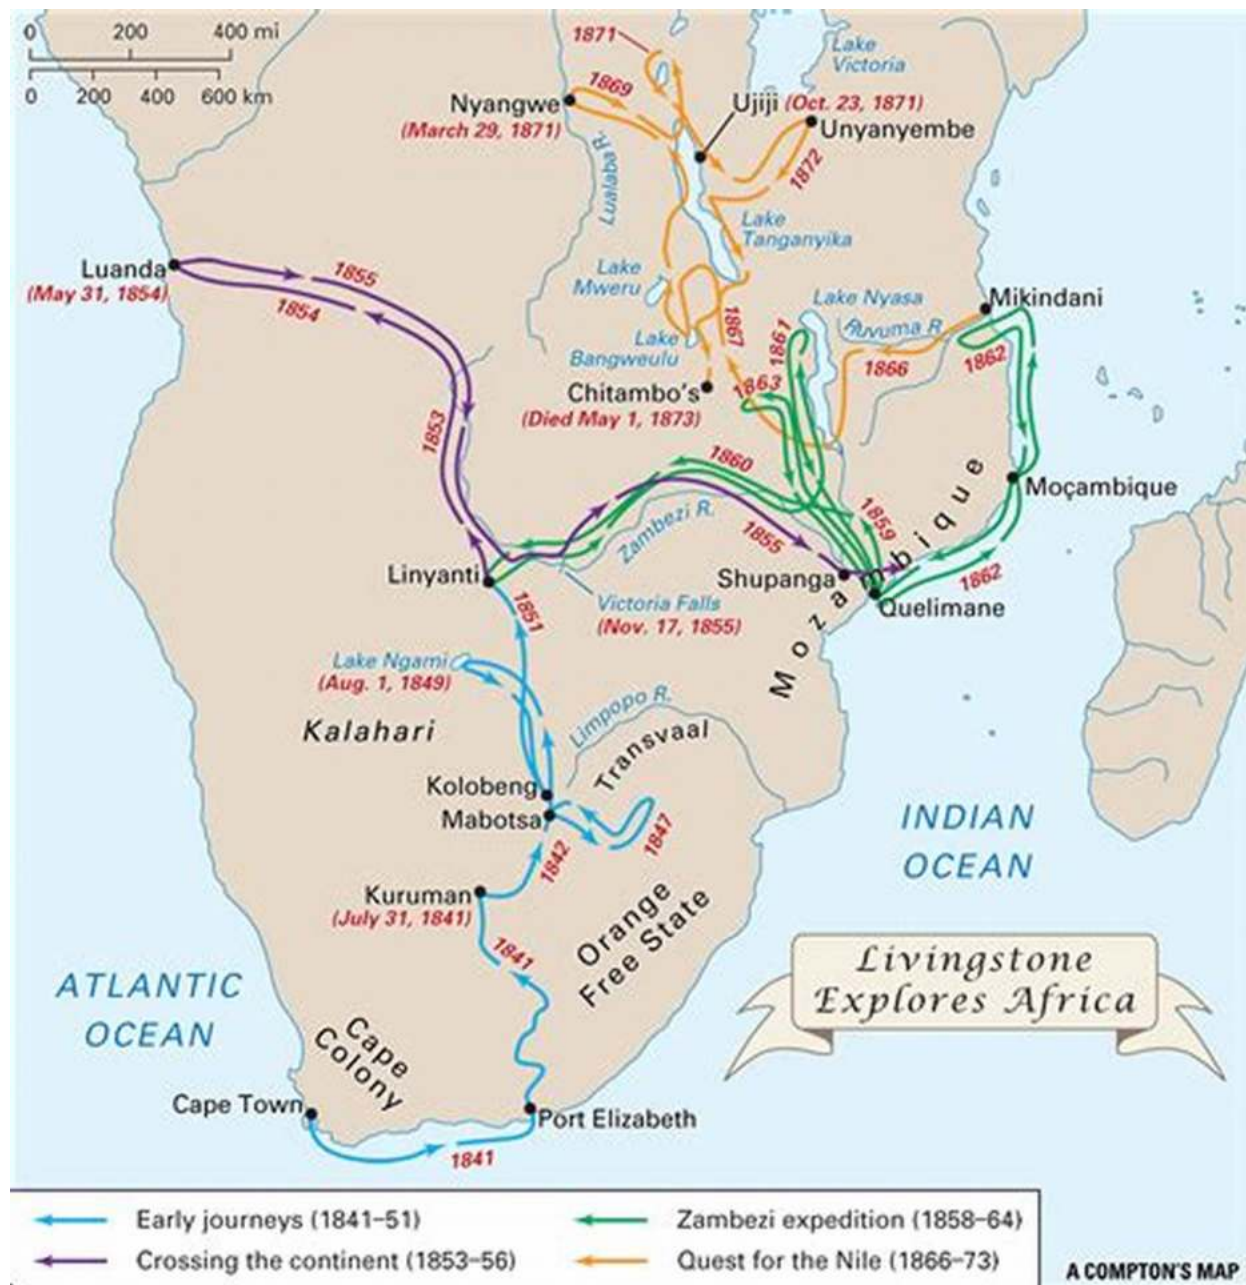 0 200 400 mi
0 200 400 600 km
1871
Lake
Victoria
1869
Nyangwe
(March 29, 1871)
Ujiji (Oct. 23, 1871)
Unyanyembe
1872
Lualaba R.
Lake
Tanganyika
Luanda
(May 31, 1854)
1855
1854
Lake
Mweru
Lake Nyasa
Mikindani
Ruvuma R.
1867
1861
1862
1866
Lake
Bangweulu
Chitambo's
(Died May 1, 1873)
1863
1853
1860
Moçambique
Zambezi R.
1855
1859
Mozambique
Linyanti
Shupanga
1862
Quelimane
1851
Victoria Falls
(Nov. 17, 1855)
Lake Ngami
(Aug. 1, 1849)
Kalahari
Limpopo R.
Transvaal
Kolobeng
Mabotsa
1847
1842
INDIAN
OCEAN
Kuruman
(July 31, 1841)
Orange
Free State
1841
Livingstone
Explores Africa
ATLANTIC
OCEAN
Cape
Colony
Cape Town
Port Elizabeth
1841
Early journeys (1841–51)
Zambezi expedition (1858–64)
Crossing the continent (1853–56)
Quest for the Nile (1866–73)
A COMPTON'S MAP